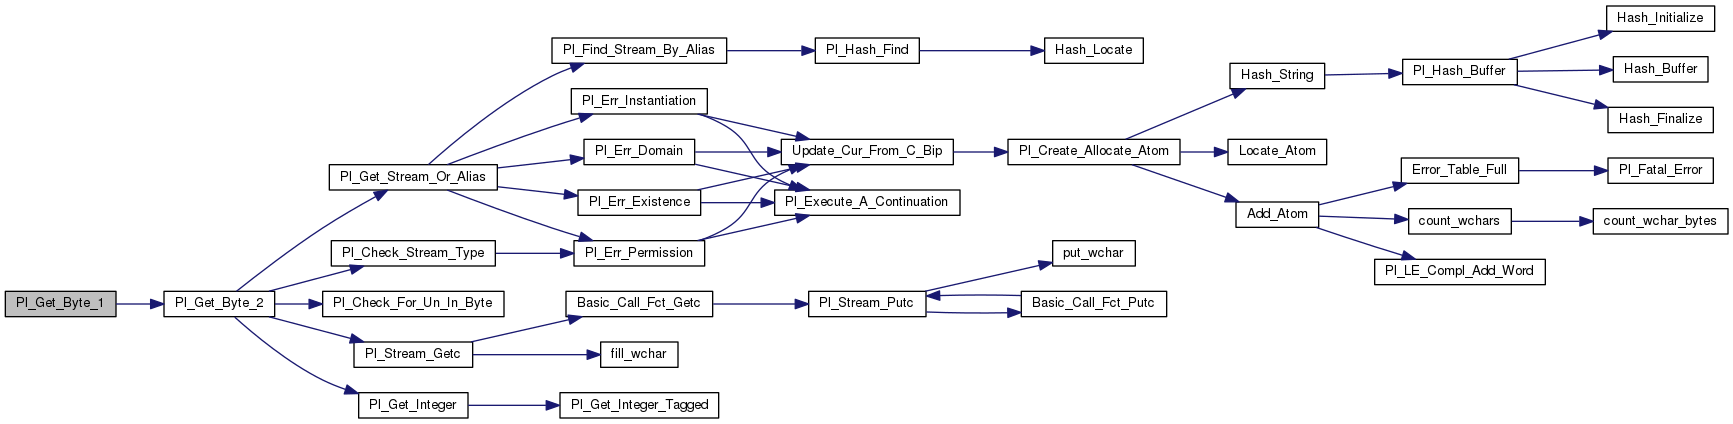 Hash_Initialize
Pl_Find_Stream_By_Alias
Pl_Hash_Find
Hash_Locate
Hash_String
Pl_Hash_Buffer
Hash_Buffer
Pl_Err_Instantiation
Hash_Finalize
Pl_Err_Domain
Update_Cur_From_C_Bip
Pl_Create_Allocate_Atom
Locate_Atom
Pl_Get_Stream_Or_Alias
Error_Table_Full
Pl_Fatal_Error
Pl_Err_Existence
Pl_Execute_A_Continuation
Add_Atom
count_wchars
count_wchar_bytes
Pl_Check_Stream_Type
Pl_Err_Permission
put_wchar
Pl_LE_Compl_Add_Word
Pl_Get_Byte_1
Pl_Get_Byte_2
Pl_Check_For_Un_In_Byte
Basic_Call_Fct_Getc
Pl_Stream_Putc
Basic_Call_Fct_Putc
Pl_Stream_Getc
fill_wchar
Pl_Get_Integer
Pl_Get_Integer_Tagged